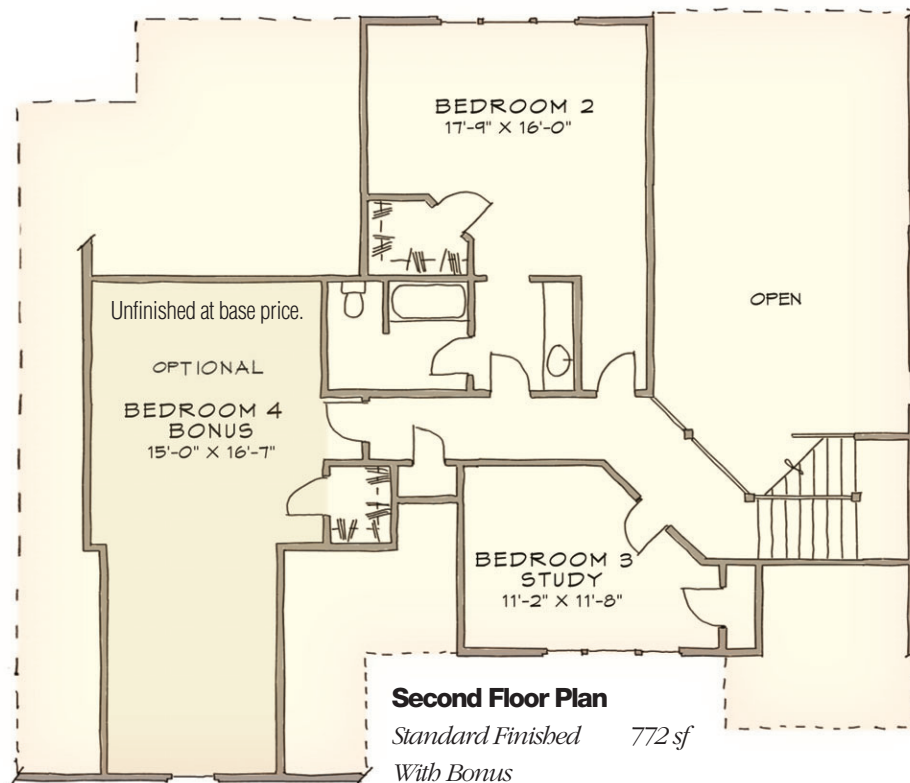 BEDROOM 2
17'-9" X 16'-0"
OPEN
Unfinished at base price.
OPTIONAL
BEDROOM 4
BONUS
15'-0" X 16'-7"
BEDROOM 3
STUDY
11'-2" X 11'-8"
Second Floor Plan
Standard Finished 772 sf
With Bonus